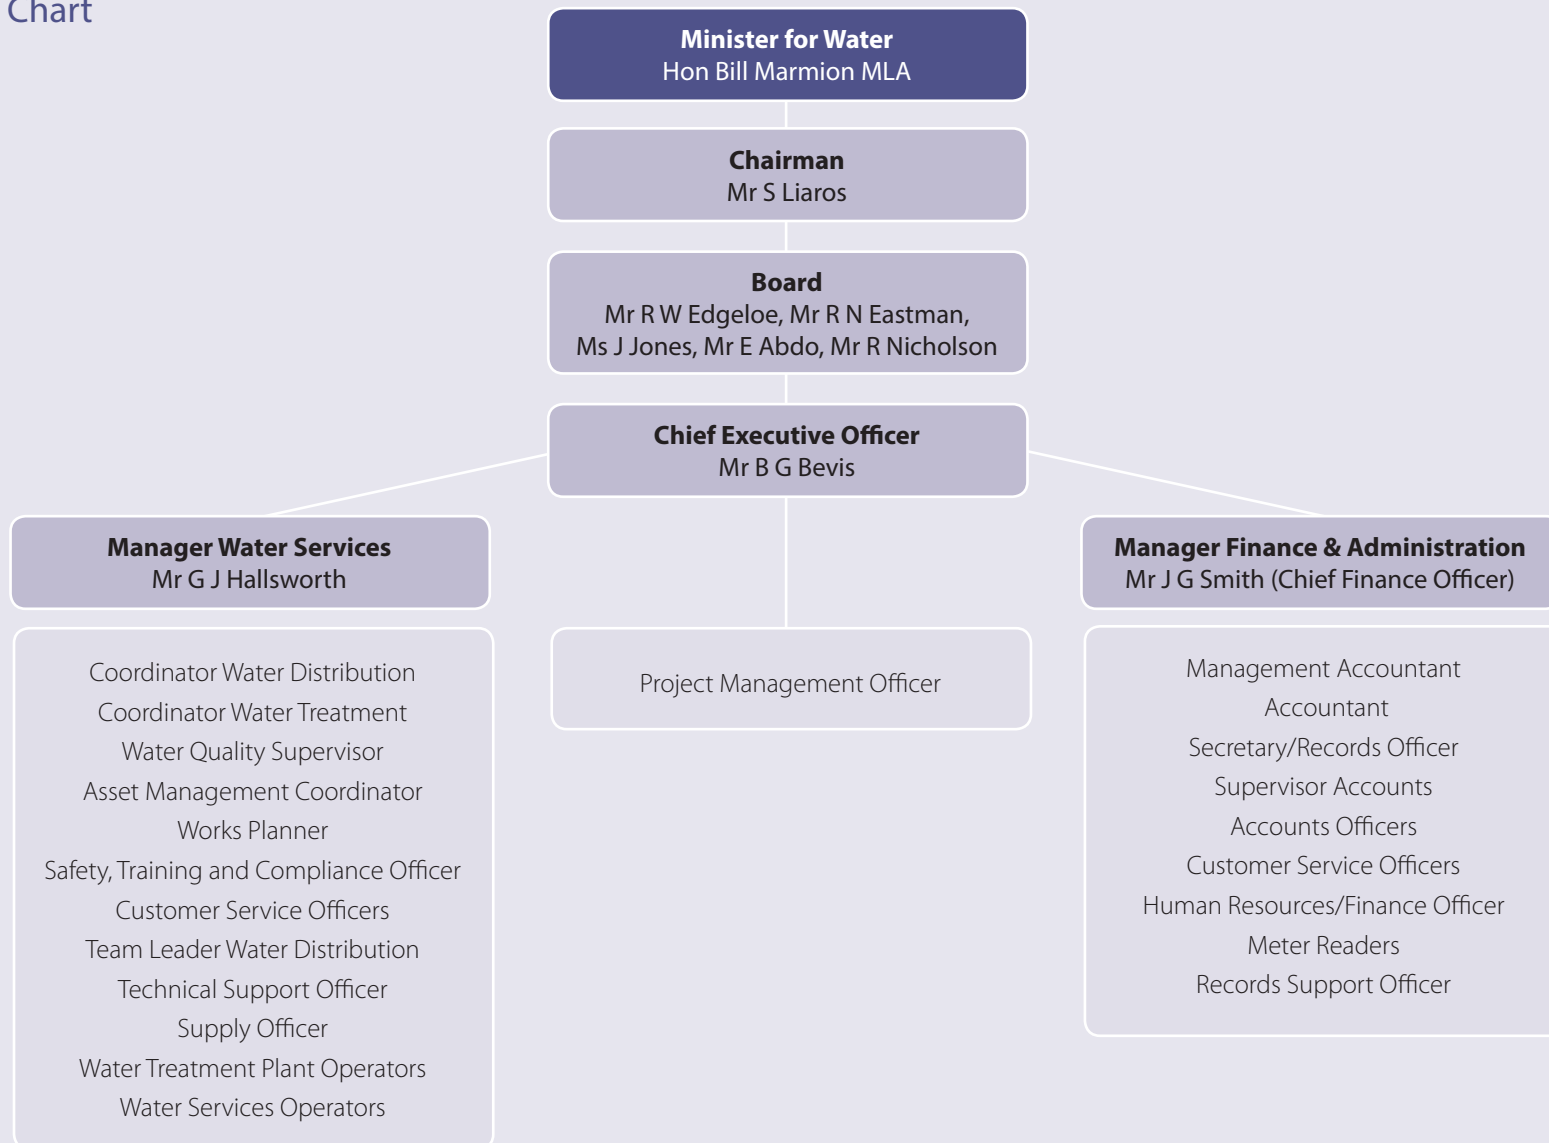 Chart
Minister for Water
Hon Bill Marmion MLA
Chairman
Mr S Liaros
Board
Mr R W Edgeloe, Mr R N Eastman,
Ms J Jones, Mr E Abdo, Mr R Nicholson
Chief Executive Officer
Mr B G Bevis
Manager Water Services
Mr G J Hallsworth
Coordinator Water Distribution
Coordinator Water Treatment
Water Quality Supervisor
Asset Management Coordinator
Works Planner
Safety, Training and Compliance Officer
Customer Service Officers
Team Leader Water Distribution
Technical Support Officer
Supply Officer
Water Treatment Plant Operators
Water Services Operators
Project Management Officer
Manager Finance & Administration
Mr J G Smith (Chief Finance Officer)
Management Accountant
Accountant
Secretary/Records Officer
Supervisor Accounts
Accounts Officers
Customer Service Officers
Human Resources/Finance Officer
Meter Readers
Records Support Officer